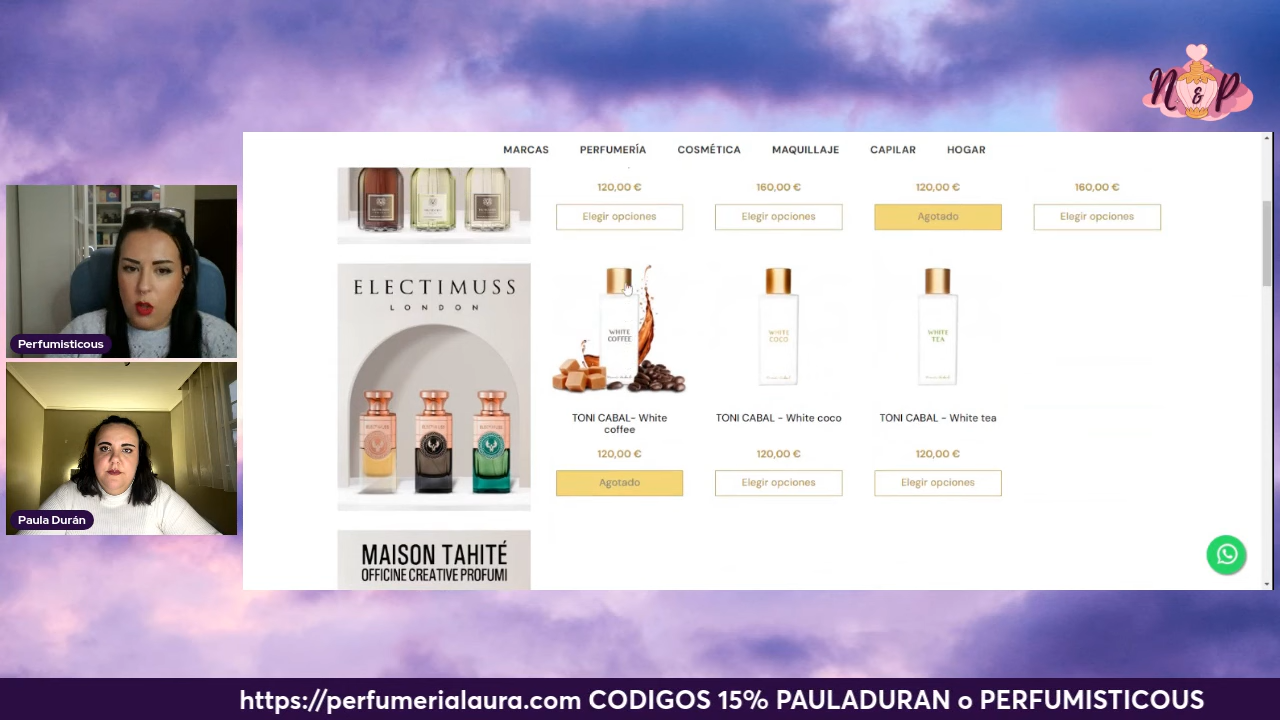 N & P
MARCAS PERFUMERÍA COSMÉTICA MAQUILLAJE CAPILAR HOGAR
120,00 € 160,00 € 120,00 € 160,00 €
Elegir opciones Elegir opciones Agotado Elegir opciones
ELECTIMUSS
LONDON
WHITE
COFFEE
WHITE
COCO
WHITE
TEA
TONI CABAL- White
coffee
TONI CABAL - White coco
TONI CABAL - White tea
120,00 € 120,00 € 120,00 €
Agotado Elegir opciones Elegir opciones
MAISON TAHITÉ
OFFICINE CREATIVE PROFUMI
Perfumisticous
Paula Durán
https://perfumerialaura.com CODIGOS 15% PAULADURAN o PERFUMISTICOUS